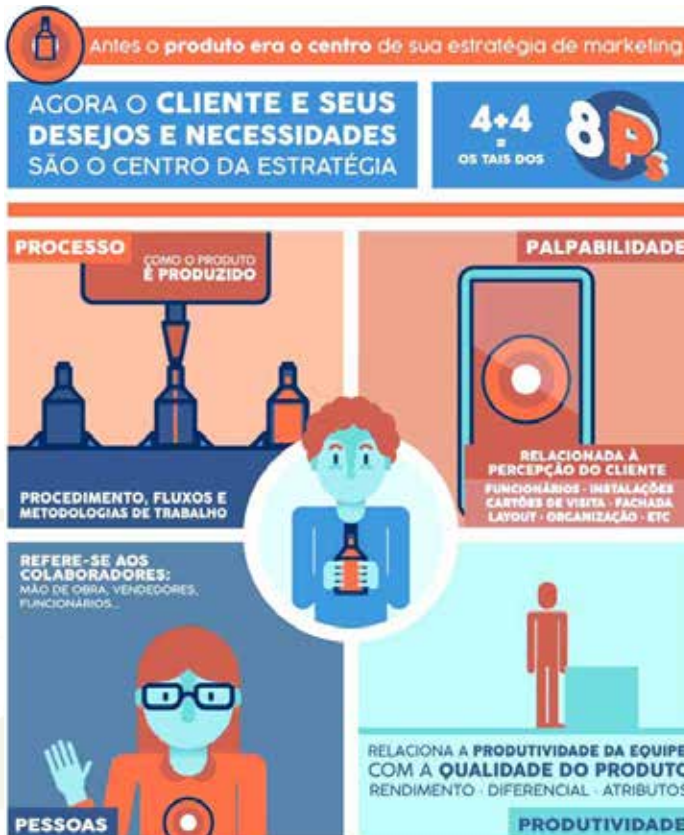 Antes o produto era o centro de sua estratégia de marketing
AGORA O CLIENTE E SEUS
DESEJOS E NECESSIDADES
SÃO O CENTRO DA ESTRATÉGIA
4+4
=
OS TAIS DOS
8Ps
PROCESSO
COMO O PRODUTO
É PRODUZIDO
PROCEDIMENTO, FLUXOS E
METODOLOGIAS DE TRABALHO
PALPABILIDADE
RELACIONADA À
PERCEPÇÃO DO CLIENTE
FUNCIONÁRIOS · INSTALAÇÕES
CARTÕES DE VISITA · FACHADA
LAYOUT · ORGANIZAÇÃO · ETC
REFERE-SE AOS
COLABORADORES:
MÃO DE OBRA, VENDEDORES,
FUNCIONÁRIOS...
PESSOAS
RELACIONA A PRODUTIVIDADE DA EQUIPE
COM A QUALIDADE DO PRODUTO
RENDIMENTO · DIFERENCIAL · ATRIBUTOS
PRODUTIVIDADE